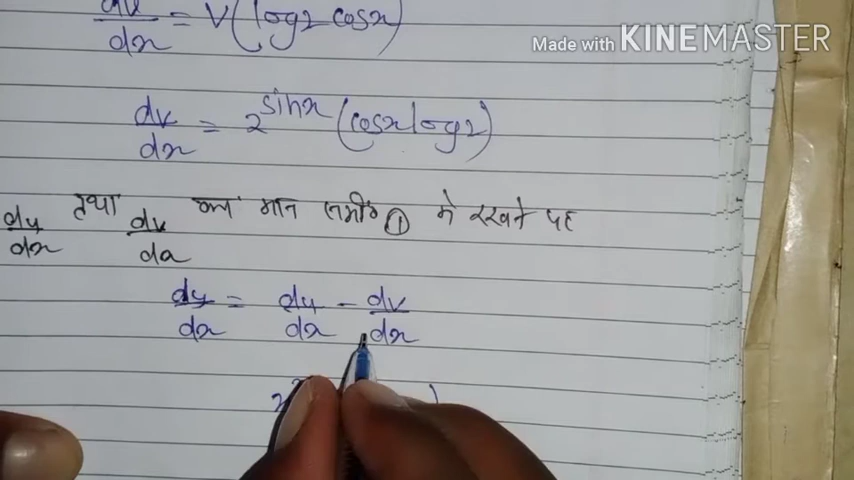 Made with KINEMASTER
dv/dx = V(log2 cosx)
dv/dx = 2^sinx (cosx log2)
du/dx तथा dv/dx का मान समी० ① मे रखने पर
dy/dx = du/dx - dv/dx